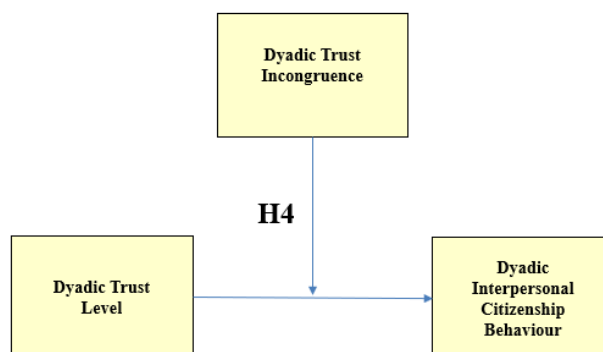 Dyadic Trust
Incongruence
H4
Dyadic Trust
Level
Dyadic
Interpersonal
Citizenship
Behaviour